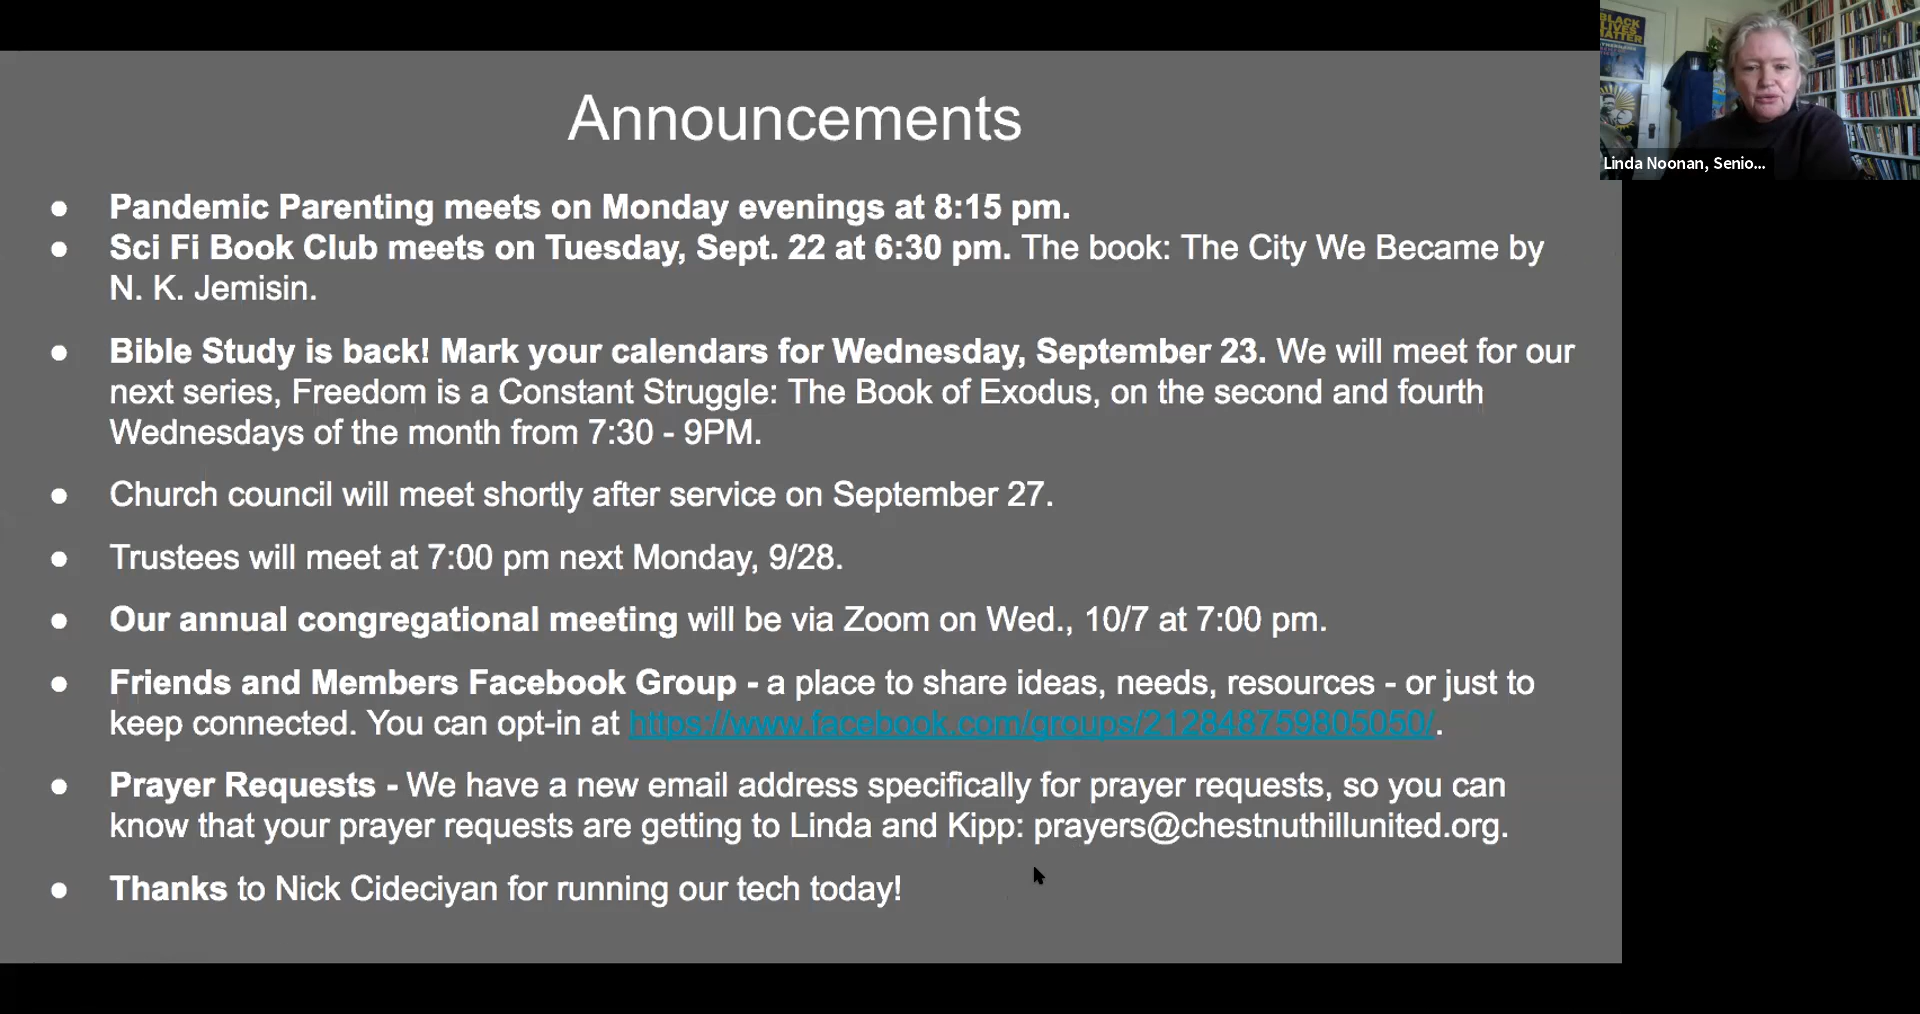 Announcements
● Pandemic Parenting meets on Monday evenings at 8:15 pm.
● Sci Fi Book Club meets on Tuesday, Sept. 22 at 6:30 pm. The book: The City We Became by
N. K. Jemisin.
● Bible Study is back! Mark your calendars for Wednesday, September 23. We will meet for our
next series, Freedom is a Constant Struggle: The Book of Exodus, on the second and fourth
Wednesdays of the month from 7:30 - 9PM.
● Church council will meet shortly after service on September 27.
● Trustees will meet at 7:00 pm next Monday, 9/28.
● Our annual congregational meeting will be via Zoom on Wed., 10/7 at 7:00 pm.
● Friends and Members Facebook Group - a place to share ideas, needs, resources - or just to
keep connected. You can opt-in at https://www.facebook.com/groups/212848759805050/.
● Prayer Requests - We have a new email address specifically for prayer requests, so you can
know that your prayer requests are getting to Linda and Kipp: prayers@chestnuthillunited.org.
● Thanks to Nick Cideciyan for running our tech today!
BLACK
LIVES
MATTER
Linda Noonan, Senio...